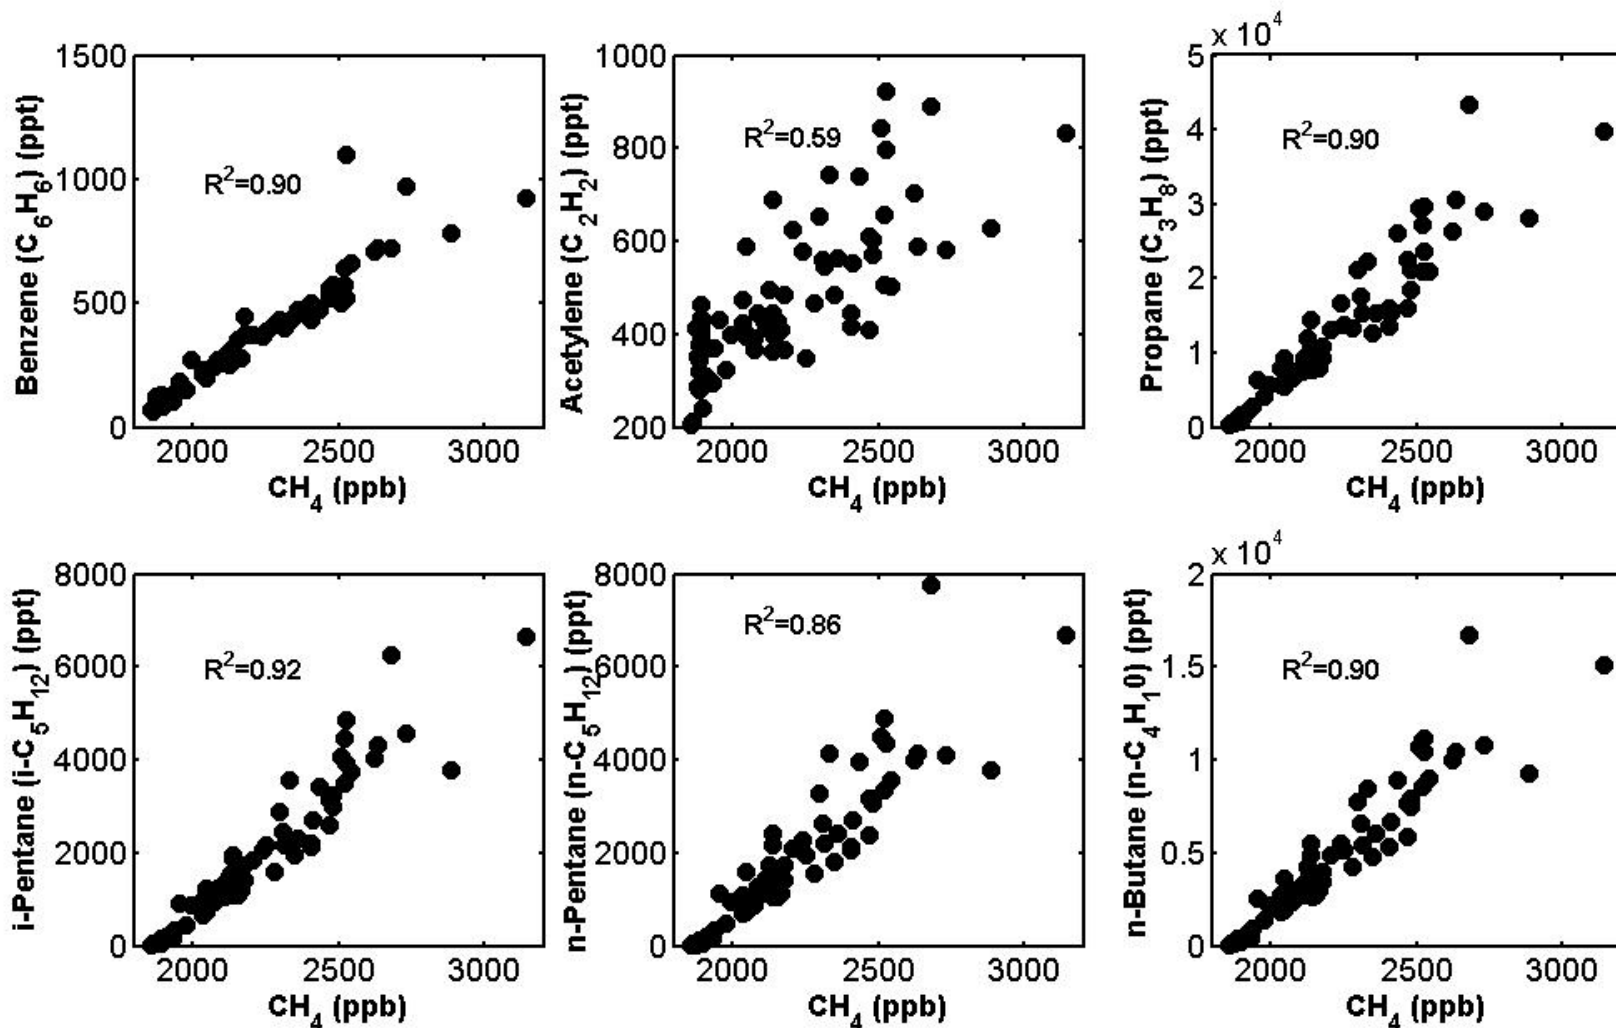 1500
1000
500
0
Benzene (C6H6) (ppt)
R2=0.90
2000 2500 3000
CH4 (ppb)
1000
800
600
400
200
Acetylene (C2H2) (ppt)
R2=0.59
2000 2500 3000
CH4 (ppb)
x 10^4
5
4
3
2
1
0
Propane (C3H8) (ppt)
R2=0.90
2000 2500 3000
CH4 (ppb)
8000
6000
4000
2000
0
i-Pentane (i-C5H12) (ppt)
R2=0.92
2000 2500 3000
CH4 (ppb)
8000
6000
4000
2000
0
n-Pentane (n-C5H12) (ppt)
R2=0.86
2000 2500 3000
CH4 (ppb)
x 10^4
2
1.5
1
0.5
0
n-Butane (n-C4H10) (ppt)
R2=0.90
2000 2500 3000
CH4 (ppb)